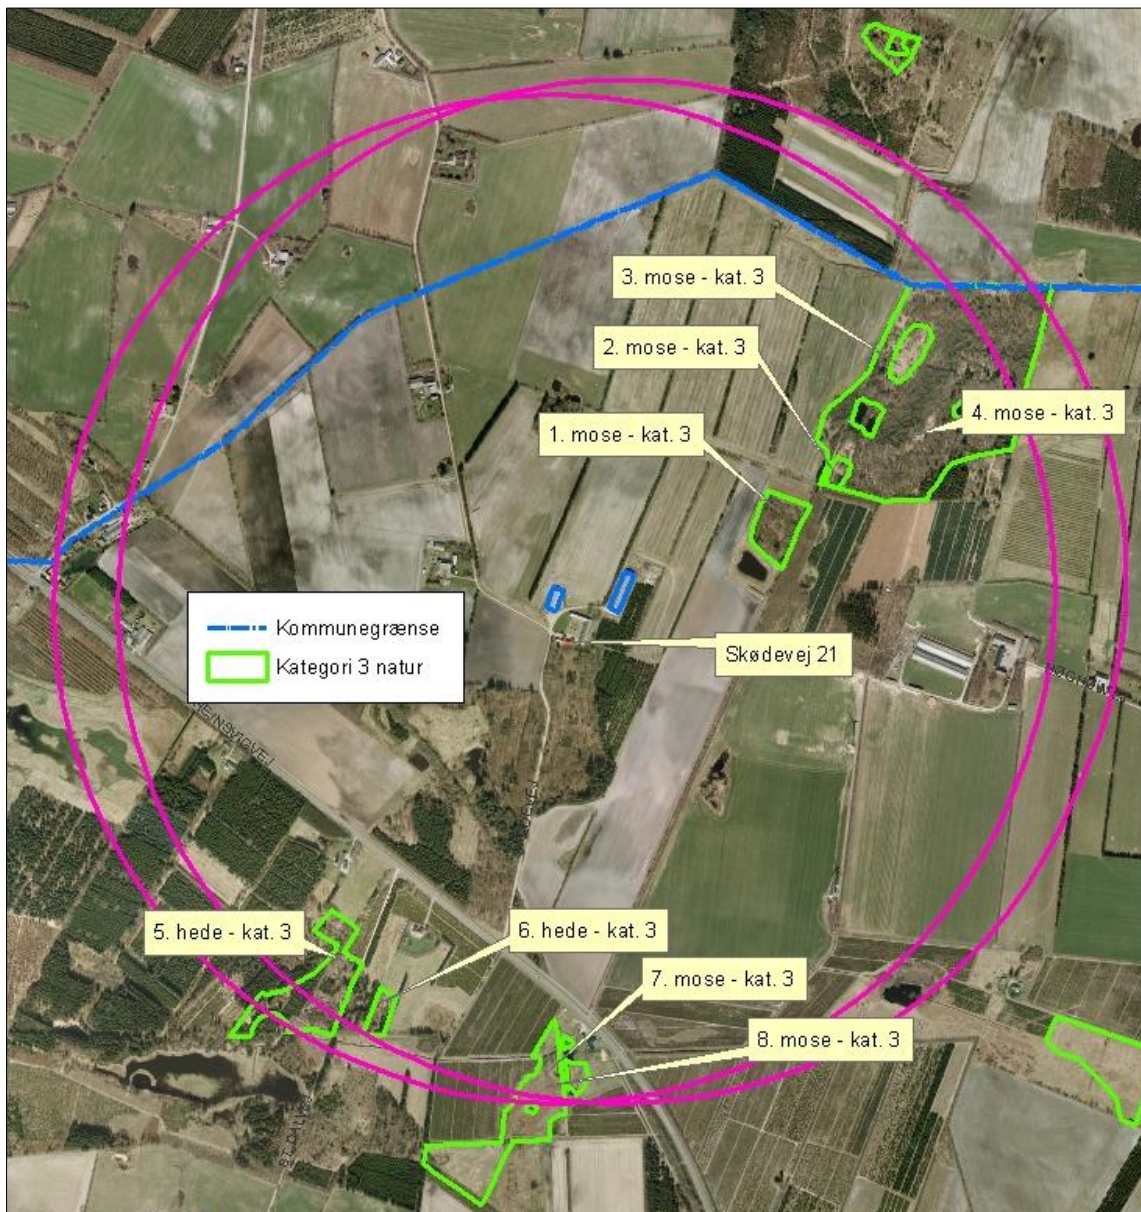 3. mose - kat. 3
2. mose - kat. 3
1. mose - kat. 3
4. mose - kat. 3
Kommunegrænse
Kategori 3 natur
Skødevej 21
HEINSVIGVEJ
5. hede - kat. 3
6. hede - kat. 3
7. mose - kat. 3
8. mose - kat. 3